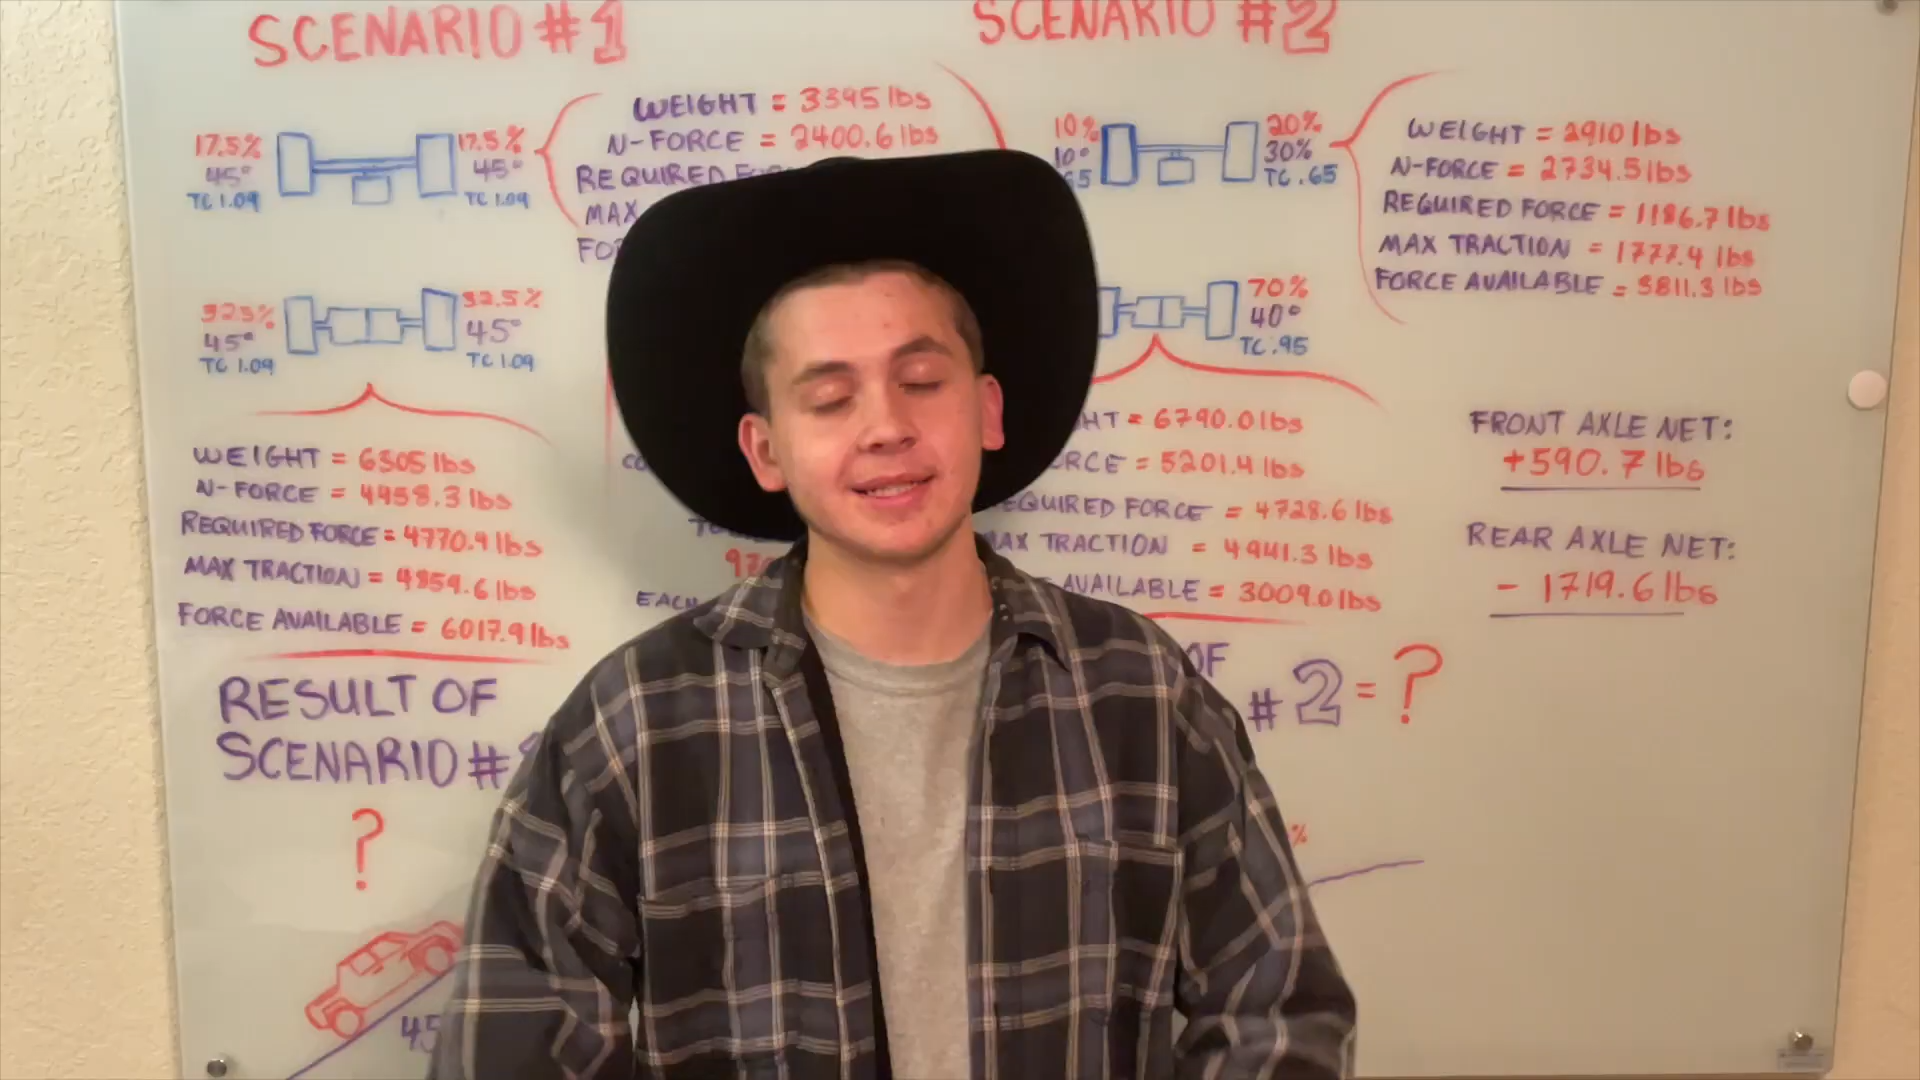 SCENARIO #1
17.5%
45°
TC 1.09
17.5%
45°
TC 1.09
WEIGHT = 3395 lbs
N-FORCE = 2400.6 lbs
REQUIRED
MAX
32.5%
45°
TC 1.09
32.5%
45°
TC 1.09
WEIGHT = 6305 lbs
N-FORCE = 4458.3 lbs
REQUIRED FORCE = 4770.9 lbs
MAX TRACTION = 4859.6 lbs
FORCE AVAILABLE = 6017.9 lbs
EACH
RESULT OF
SCENARIO #
?
45
SCENARIO #2
10%
10°
20%
30%
TC .65
WEIGHT = 2910 lbs
N-FORCE = 2734.5 lbs
REQUIRED FORCE = 1186.7 lbs
MAX TRACTION = 1777.4 lbs
FORCE AVAILABLE = 3811.3 lbs
70%
40°
TC .95
= 6790.0 lbs
= 5201.4 lbs
REQUIRED FORCE = 4728.6 lbs
MAX TRACTION = 4941.3 lbs
AVAILABLE = 3009.0 lbs
FRONT AXLE NET:
+590.7 lbs
REAR AXLE NET:
- 1719.6 lbs
OF
#2 = ?
%